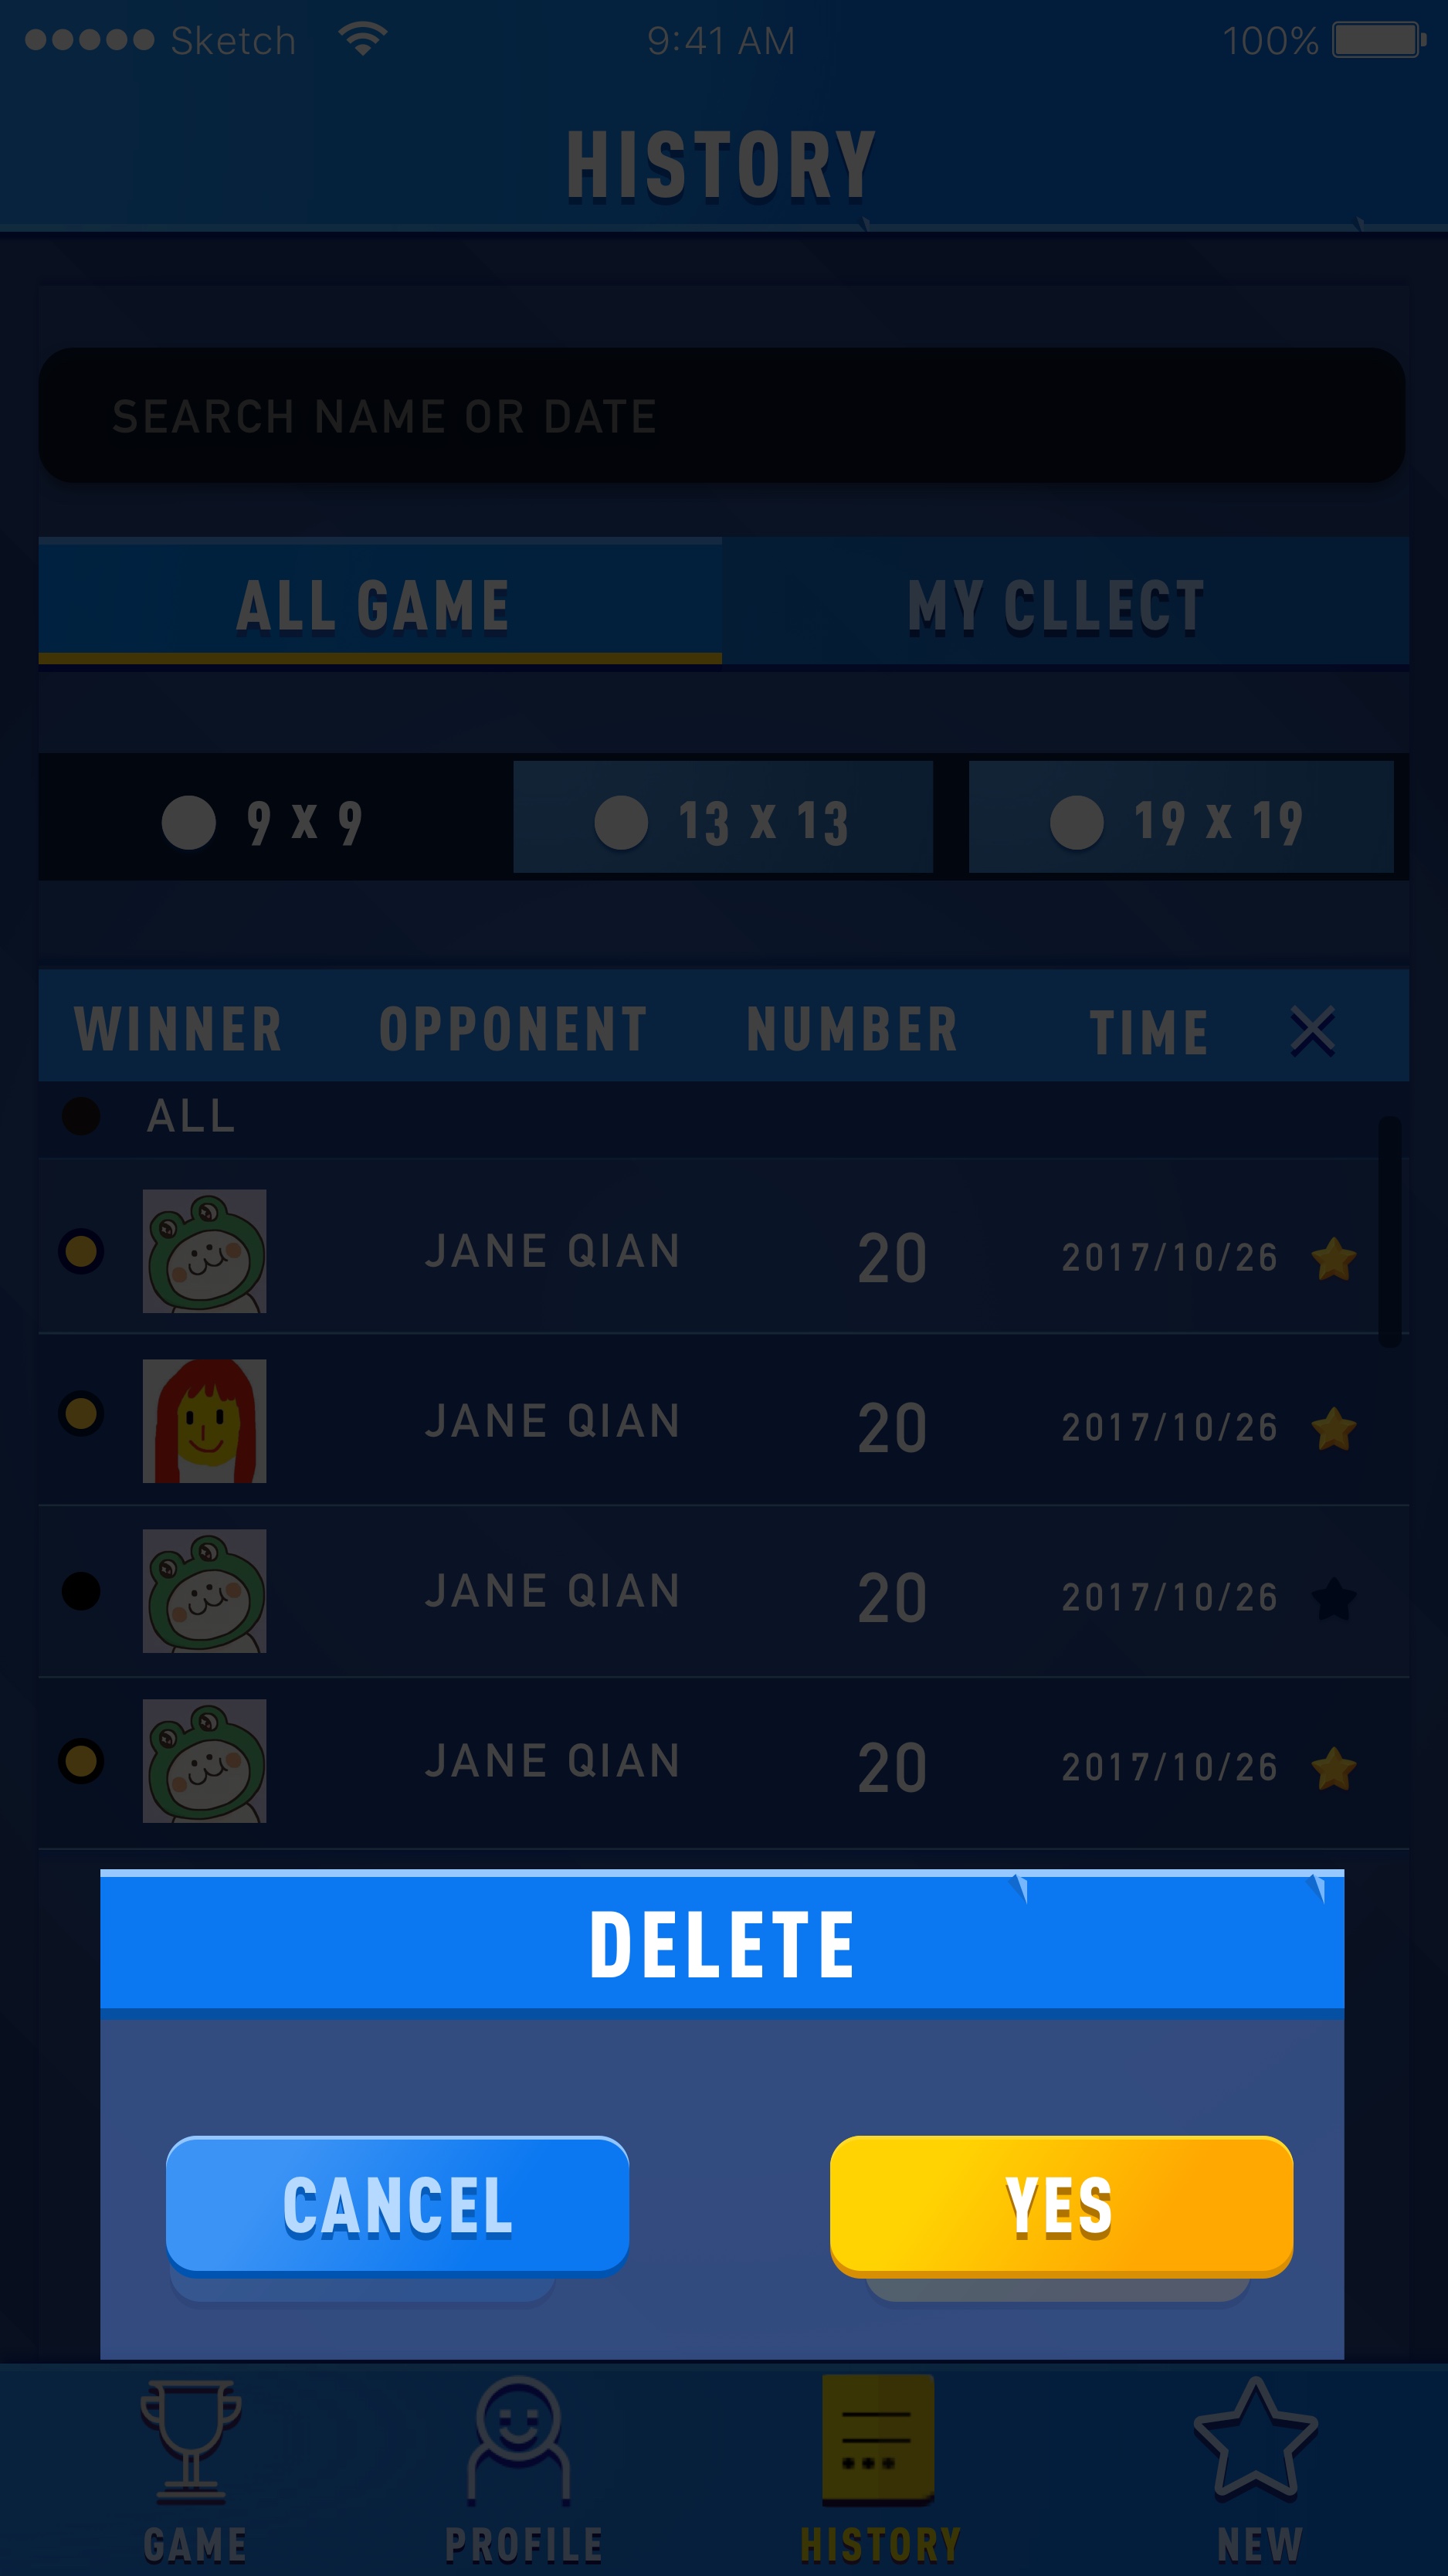 Sketch 9:41 AM 100%
HISTORY
SEARCH NAME OR DATE
ALL GAME MY CLLECT
9 X 9 13 X 13 19 X 19
WINNER OPPONENT NUMBER TIME
ALL
JANE QIAN 20 2017/10/26
JANE QIAN 20 2017/10/26
JANE QIAN 20 2017/10/26
JANE QIAN 20 2017/10/26
DELETE
CANCEL YES
GAME PROFILE HISTORY NEW